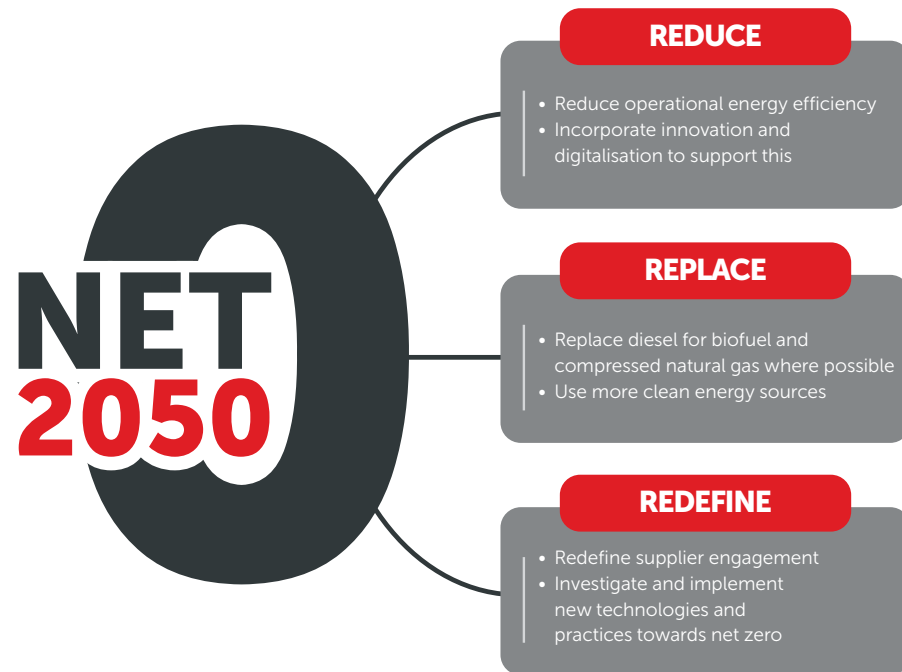 NET
0
2050
REDUCE
• Reduce operational energy efficiency
• Incorporate innovation and
digitalisation to support this
REPLACE
• Replace diesel for biofuel and
compressed natural gas where possible
• Use more clean energy sources
REDEFINE
• Redefine supplier engagement
• Investigate and implement
new technologies and
practices towards net zero